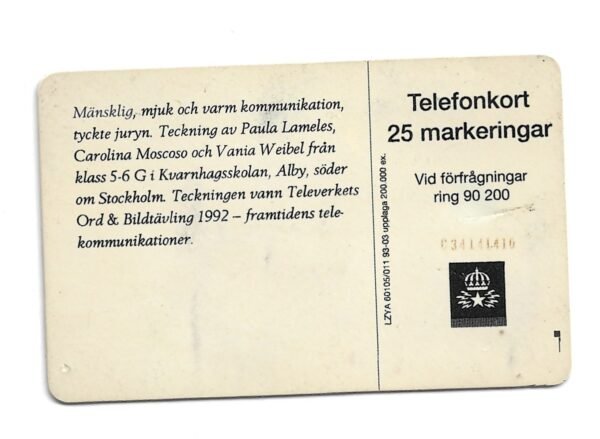 Mänsklig, mjuk och varm kommunikation,
tyckte juryn. Teckning av Paula Lameles,
Carolina Moscoso och Vania Weibel från
klass 5-6 G i Kvarnhagsskolan, Alby, söder
om Stockholm. Teckningen vann Televerkets
Ord & Bildtävling 1992 – framtidens tele-
kommunikationer.
LZYA 60105/011 93-03 upplaga 200.000 ex.
Telefonkort
25 markeringar
Vid förfrågningar
ring 90 200